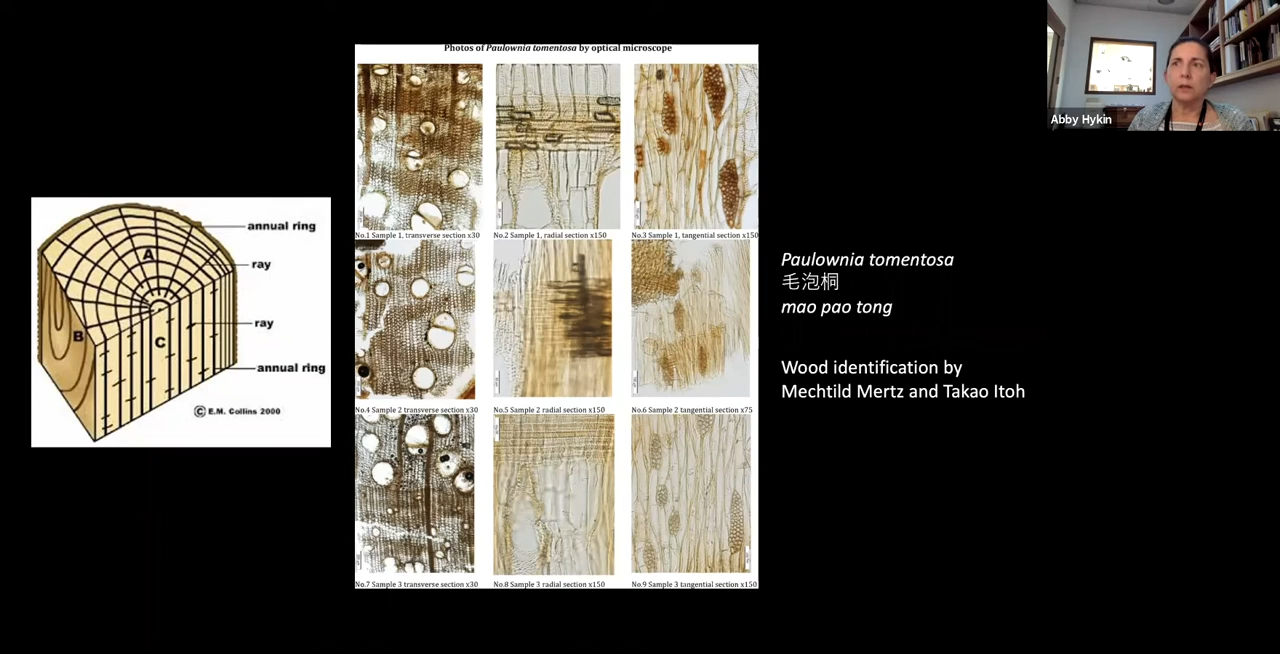 Photos of Paulownia tomentosa by optical microscope
Abby Hykin
No.1 Sample 1, transverse section x30
No.2 Sample 1, radial section x150
No.3 Sample 1, tangential section x150
annual ring
A
ray
ray
B
C
annual ring
© E.M. Collins 2000
Paulownia tomentosa
毛泡桐
mao pao tong
Wood identification by
Mechtild Mertz and Takao Itoh
No.4 Sample 2 transverse section x30
No.5 Sample 2 radial section x150
No.6 Sample 2 tangential section x75
No.7 Sample 3 transverse section x30
No.8 Sample 3 radial section x150
No.9 Sample 3 tangential section x150